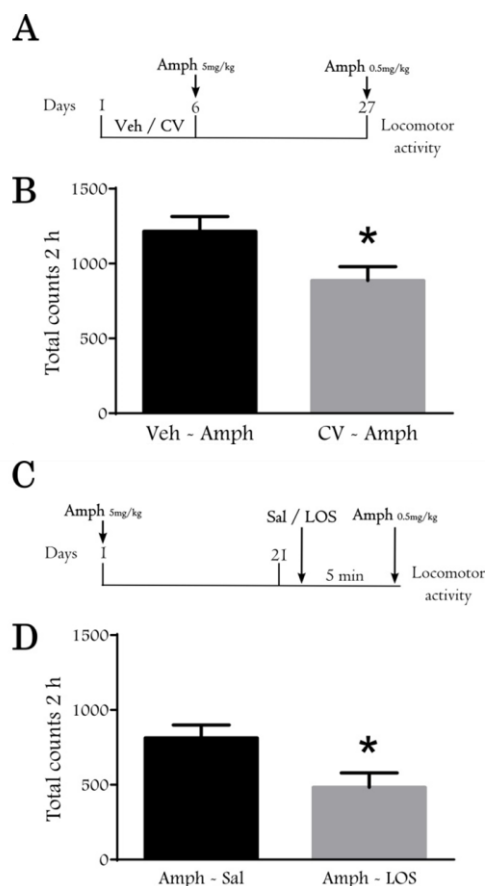 A
Amph 5mg/kg
Amph 0.5mg/kg
Days
1
6
27
Veh / CV
Locomotor
activity
B
Total counts 2 h
1500
1000
500
0
*
Veh - Amph
CV - Amph
C
Amph 5mg/kg
Sal / LOS
Amph 0.5mg/kg
Days
1
21
5 min
Locomotor
activity
D
Total counts 2 h
1500
1000
500
0
*
Amph - Sal
Amph - LOS